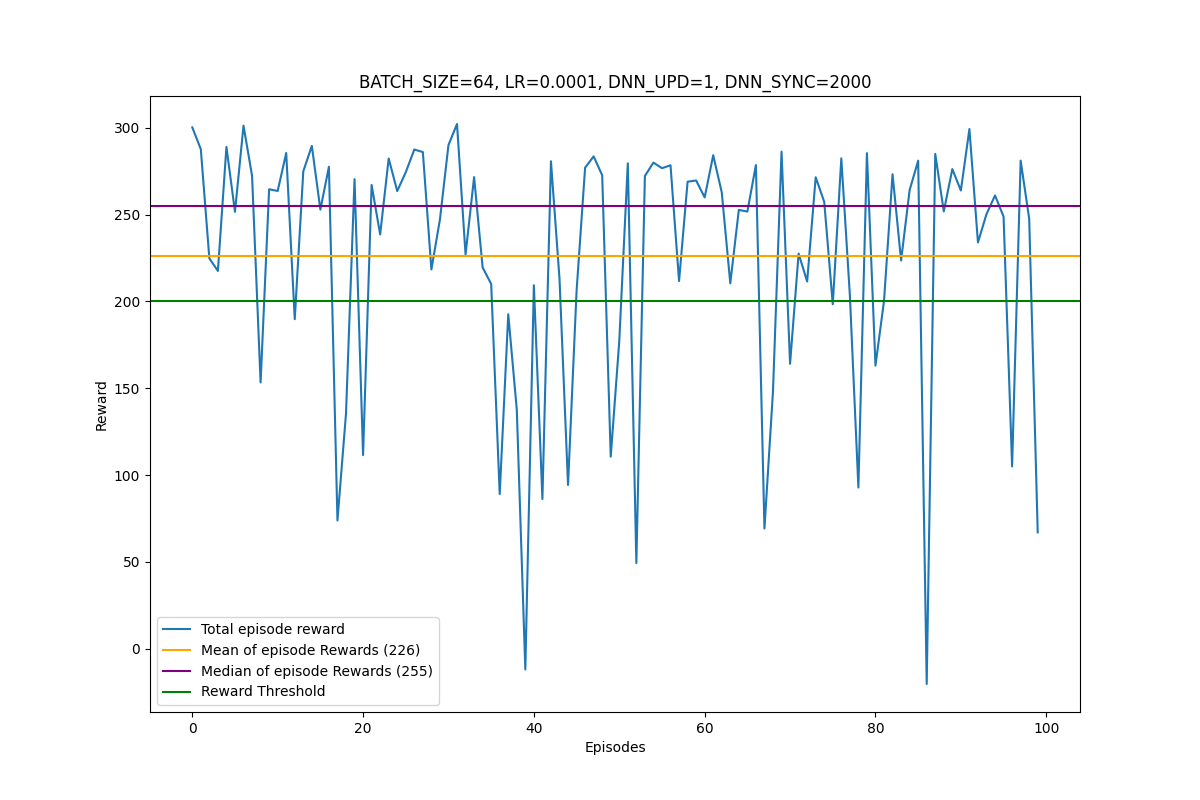 BATCH_SIZE=64, LR=0.0001, DNN_UPD=1, DNN_SYNC=2000
300
250
200
150
100
50
0
Reward
Total episode reward
Mean of episode Rewards (226)
Median of episode Rewards (255)
Reward Threshold
0 20 40 60 80 100
Episodes